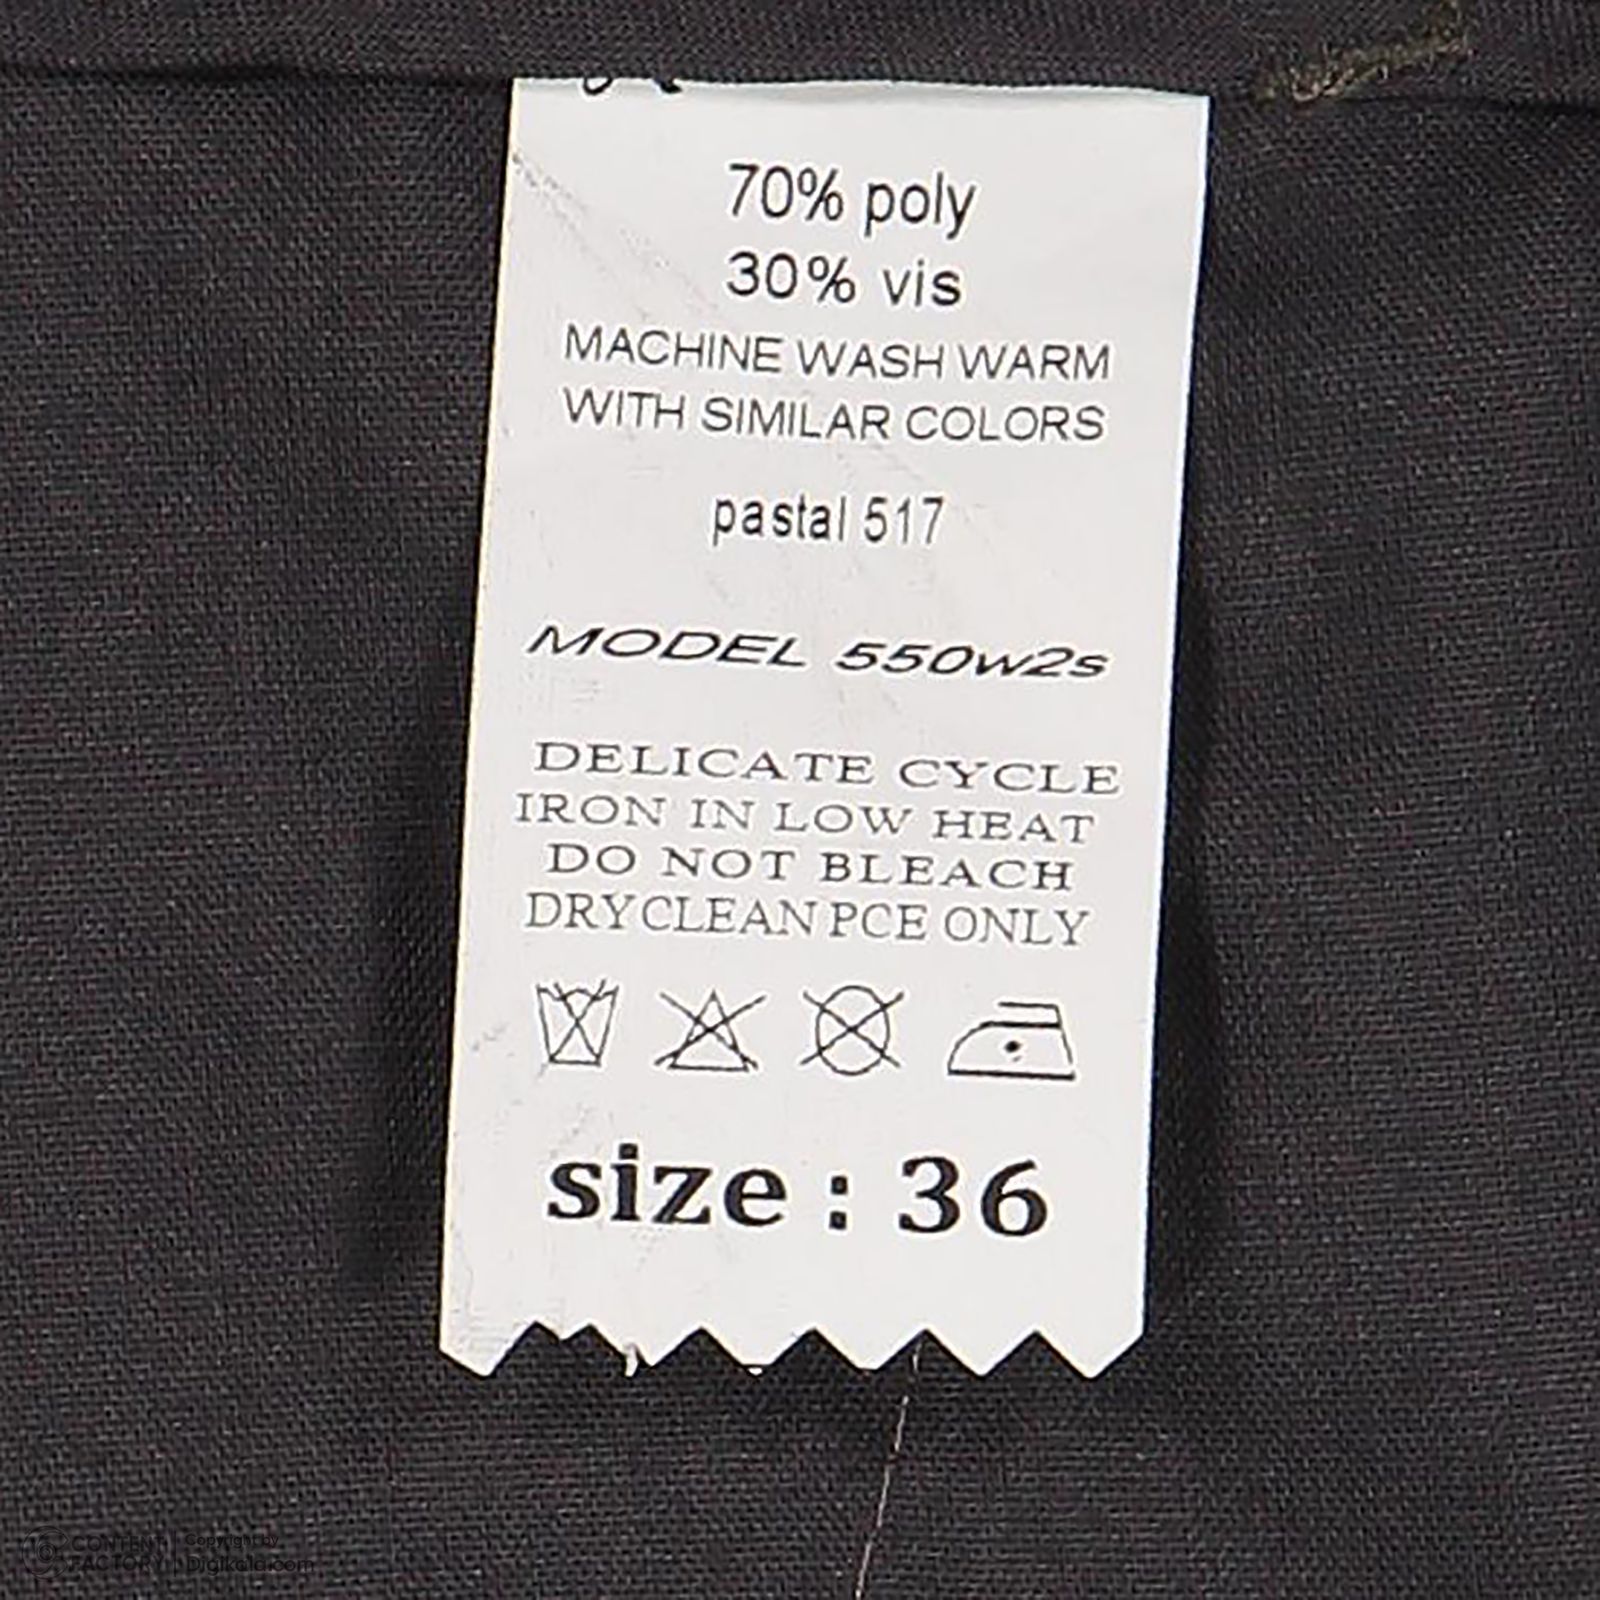 70% poly
30% vis
MACHINE WASH WARM
WITH SIMILAR COLORS
pastal 517
MODEL 550w2s
DELICATE CYCLE
IRON IN LOW HEAT
DO NOT BLEACH
DRYCLEAN PCE ONLY
size : 36
CONTENT FACTORY
Copyright by
Digikala.com